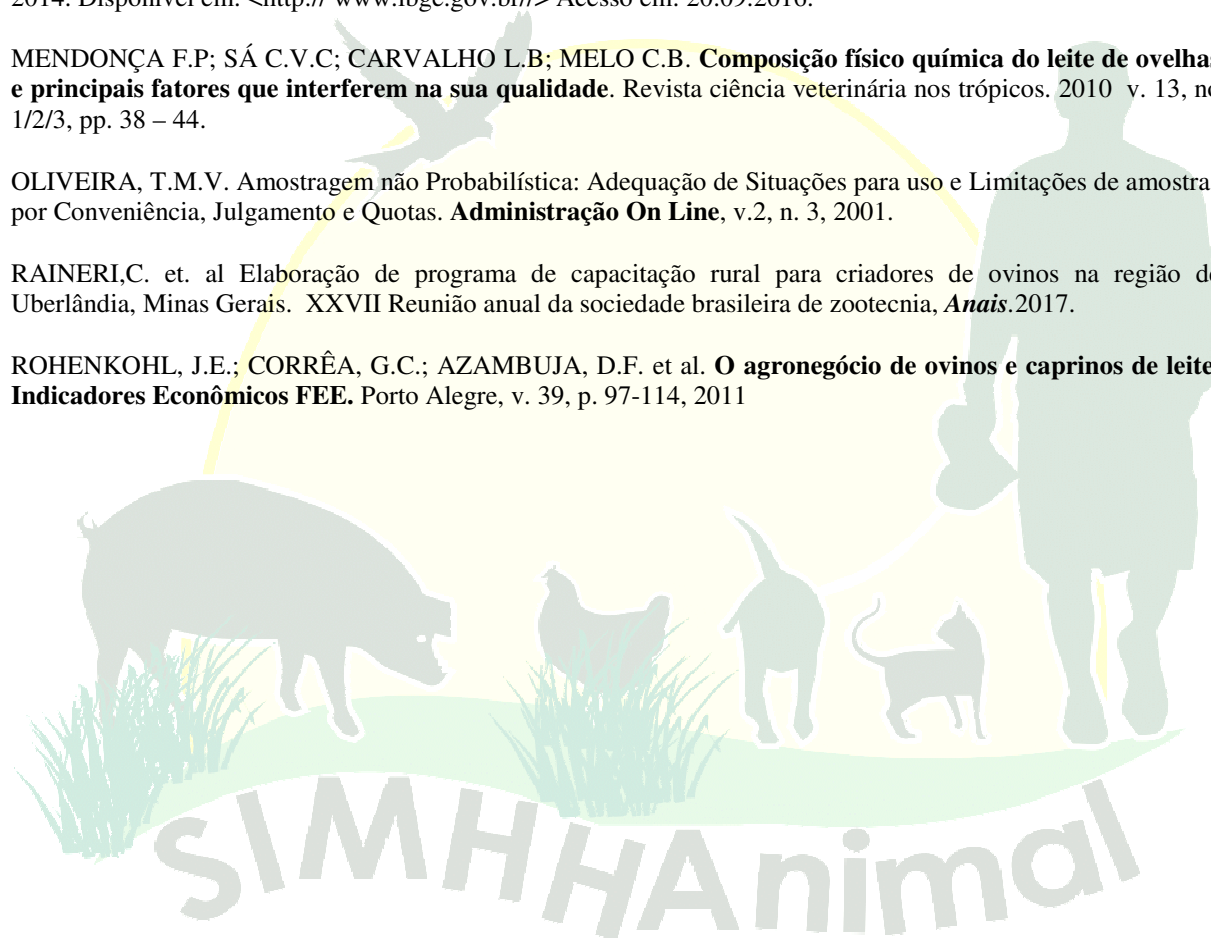 2014. Disponível em: <http:// www.ibge.gov.br//> Acesso em: 20.09.2016.
MENDONÇA F.P; SÁ C.V.C; CARVALHO L.B; MELO C.B. Composição físico química do leite de ovelhas
e principais fatores que interferem na sua qualidade. Revista ciência veterinária nos trópicos. 2010 v. 13, no
1/2/3, pp. 38 – 44.
OLIVEIRA, T.M.V. Amostragem não Probabilística: Adequação de Situações para uso e Limitações de amostra
por Conveniência, Julgamento e Quotas. Administração On Line, v.2, n. 3, 2001.
RAINERI,C. et. al Elaboração de programa de capacitação rural para criadores de ovinos na região de
Uberlândia, Minas Gerais. XXVII Reunião anual da sociedade brasileira de zootecnia, Anais.2017.
ROHENKOHL, J.E.; CORRÊA, G.C.; AZAMBUJA, D.F. et al. O agronegócio de ovinos e caprinos de leite.
Indicadores Econômicos FEE. Porto Alegre, v. 39, p. 97-114, 2011
SIMHHAnimal